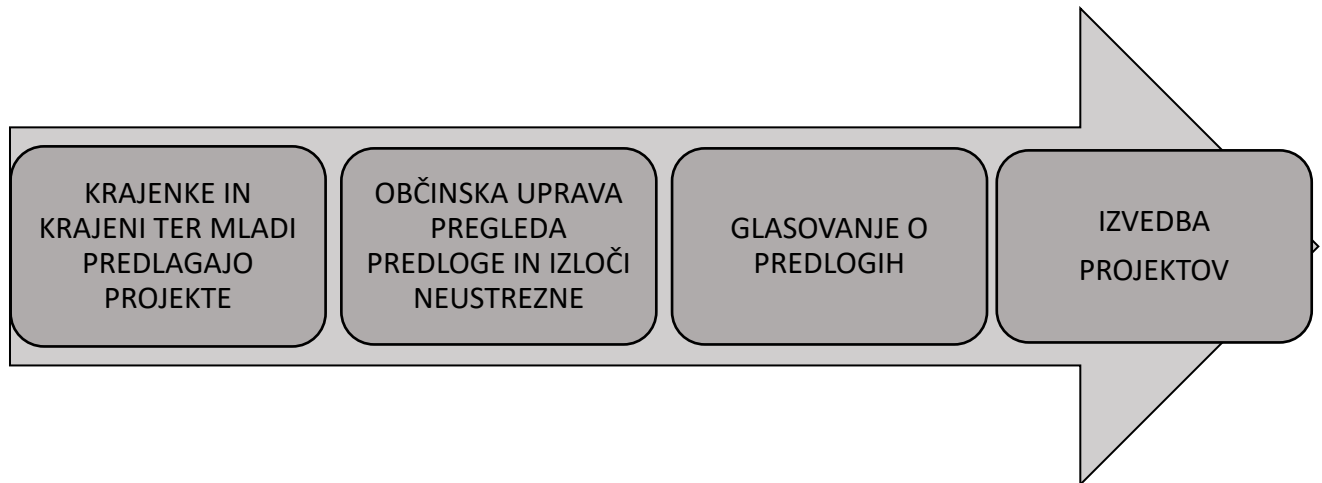 KRAJENKE IN
KRAJENI TER MLADI
PREDLAGAJO
PROJEKTE
OBČINSKA UPRAVA
PREGLEDA
PREDLOGE IN IZLOČI
NEUSTREZNE
GLASOVANJE O
PREDLOGIH
IZVEDBA
PROJEKTOV